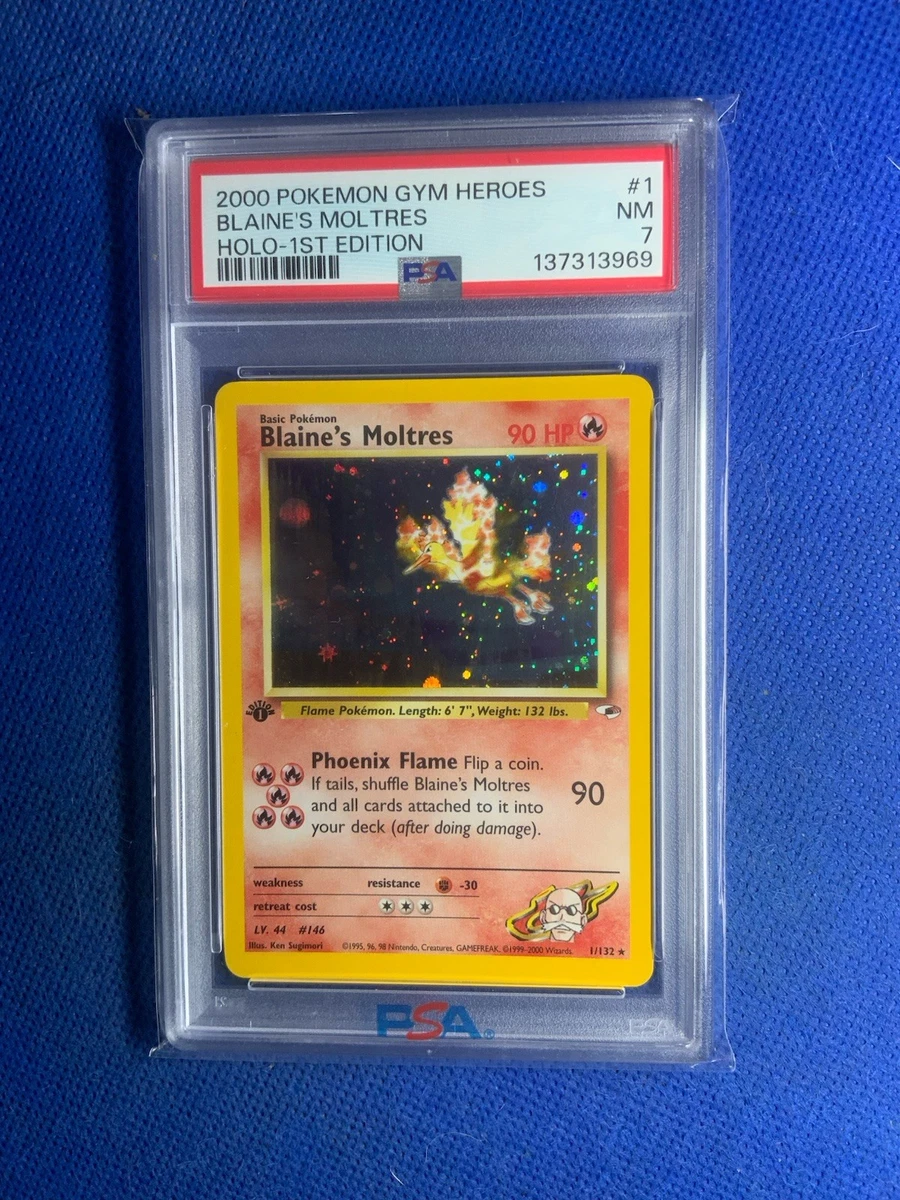 2000 POKEMON GYM HEROES #1
BLAINE'S MOLTRES NM
HOLO-1ST EDITION 7
137313969
PSA
Basic Pokémon
Blaine's Moltres 90 HP
EDITION
1
Flame Pokémon. Length: 6' 7", Weight: 132 lbs.
Phoenix Flame Flip a coin.
If tails, shuffle Blaine's Moltres
and all cards attached to it into
your deck (after doing damage).
90
weakness resistance -30
retreat cost
LV. 44 #146
Illus. Ken Sugimori ©1995, 96, 98 Nintendo, Creatures, GAMEFREAK. ©1999-2000 Wizards. 1/132 ★
PSA®
PSA